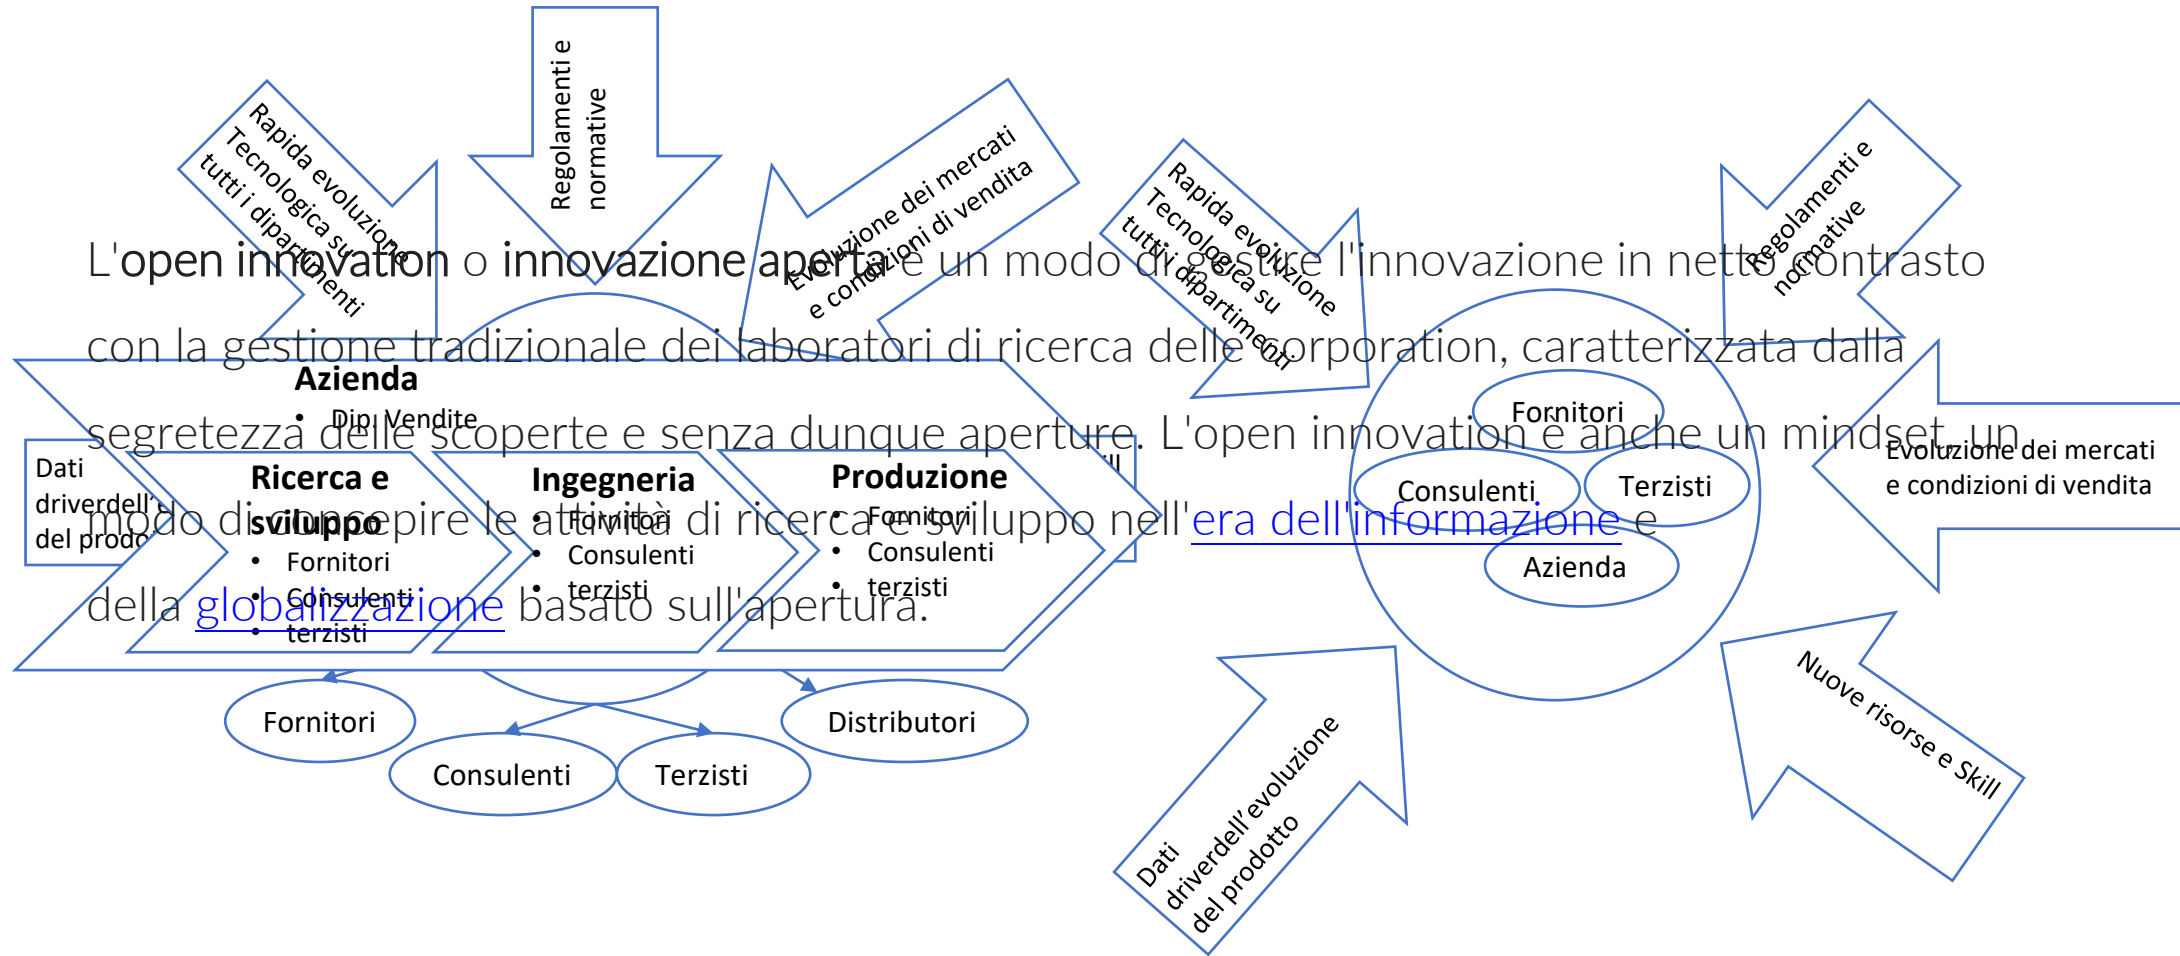 Regolamenti e
normative
Rapida evoluzione
Tecnologica su
tutti i dipartimenti
Evoluzione dei mercati
e condizioni di vendita
Rapida evoluzione
Tecnologica su
tutti i dipartimenti
Regolamenti e
normative
L'open innovation o innovazione aperta è un modo di gestire l'innovazione in netto contrasto
con la gestione tradizionale dei laboratori di ricerca delle corporation, caratterizzata dalla
segretezza delle scoperte e senza dunque aperture. L'open innovation è anche un mindset, un
modo di concepire le attività di ricerca e sviluppo nell'era dell'informazione e
della globalizzazione basato sull'apertura.
Azienda
• Dip. Vendite
Dati
driverdell'e
del prodo
Ricerca e
sviluppo
• Fornitori
• Consulenti
• terzisti
Ingegneria
• Fornitori
• Consulenti
• terzisti
Produzione
• Fornitori
• Consulenti
• terzisti
Fornitori
Consulenti
Terzisti
Distributori
Fornitori
Consulenti
Terzisti
Azienda
Evoluzione dei mercati
e condizioni di vendita
Nuove risorse e Skill
Dati
driverdell'evoluzione
del prodotto